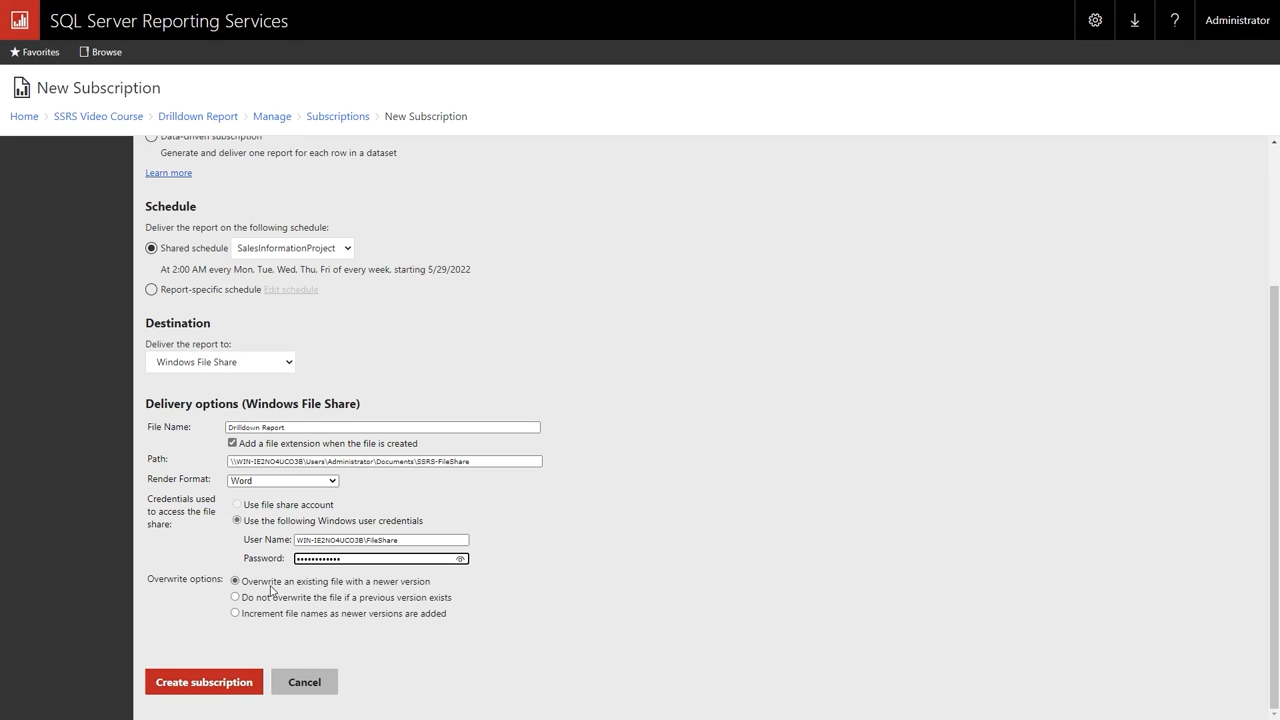 SQL Server Reporting Services
? Administrator
Favorites Browse
New Subscription
Home > SSRS Video Course > Drilldown Report > Manage > Subscriptions > New Subscription
Data-driven subscription
Generate and deliver one report for each row in a dataset
Learn more
Schedule
Deliver the report on the following schedule:
Shared schedule SalesInformationProject
At 2:00 AM every Mon, Tue, Wed, Thu, Fri of every week, starting 5/29/2022
Report-specific schedule Edit schedule
Destination
Deliver the report to:
Windows File Share
Delivery options (Windows File Share)
File Name: Drilldown Report
Add a file extension when the file is created
Path: \\WIN-IE2NO4UCO3B\Users\Administrator\Documents\SSRS-FileShare
Render Format: Word
Credentials used
to access the file
share:
Use file share account
Use the following Windows user credentials
User Name: WIN-IE2NO4UCO3B\FileShare
Password: ••••••••••••
Overwrite options: Overwrite an existing file with a newer version
Do not overwrite the file if a previous version exists
Increment file names as newer versions are added
Create subscription Cancel